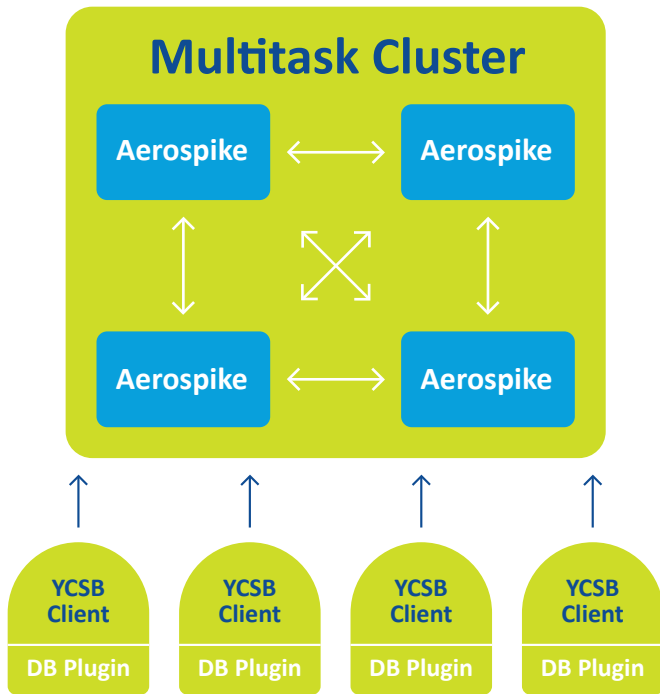 Multitask Cluster
Aerospike
Aerospike
Aerospike
Aerospike
YCSB
Client
DB Plugin
YCSB
Client
DB Plugin
YCSB
Client
DB Plugin
YCSB
Client
DB Plugin